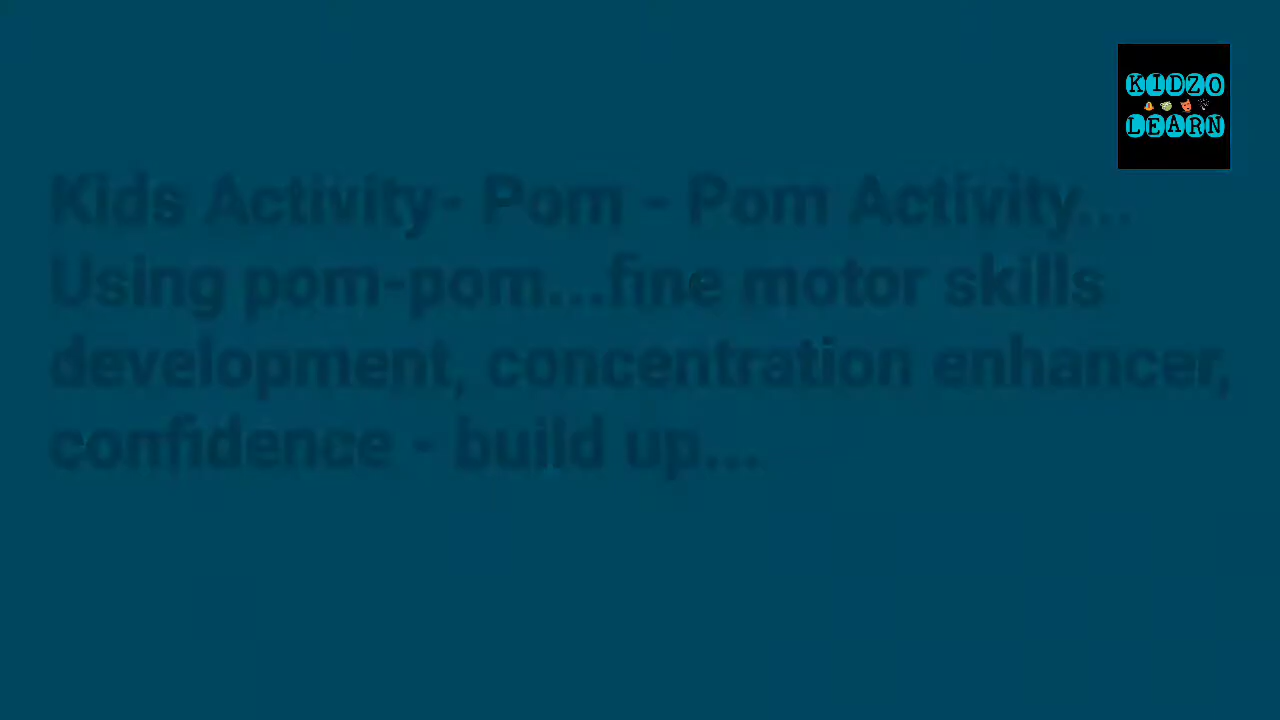 KIDZO
LEARN
Kids Activity- Pom - Pom Activity...
Using pom-pom...fine motor skills
development, concentration enhancer,
confidence - build up...